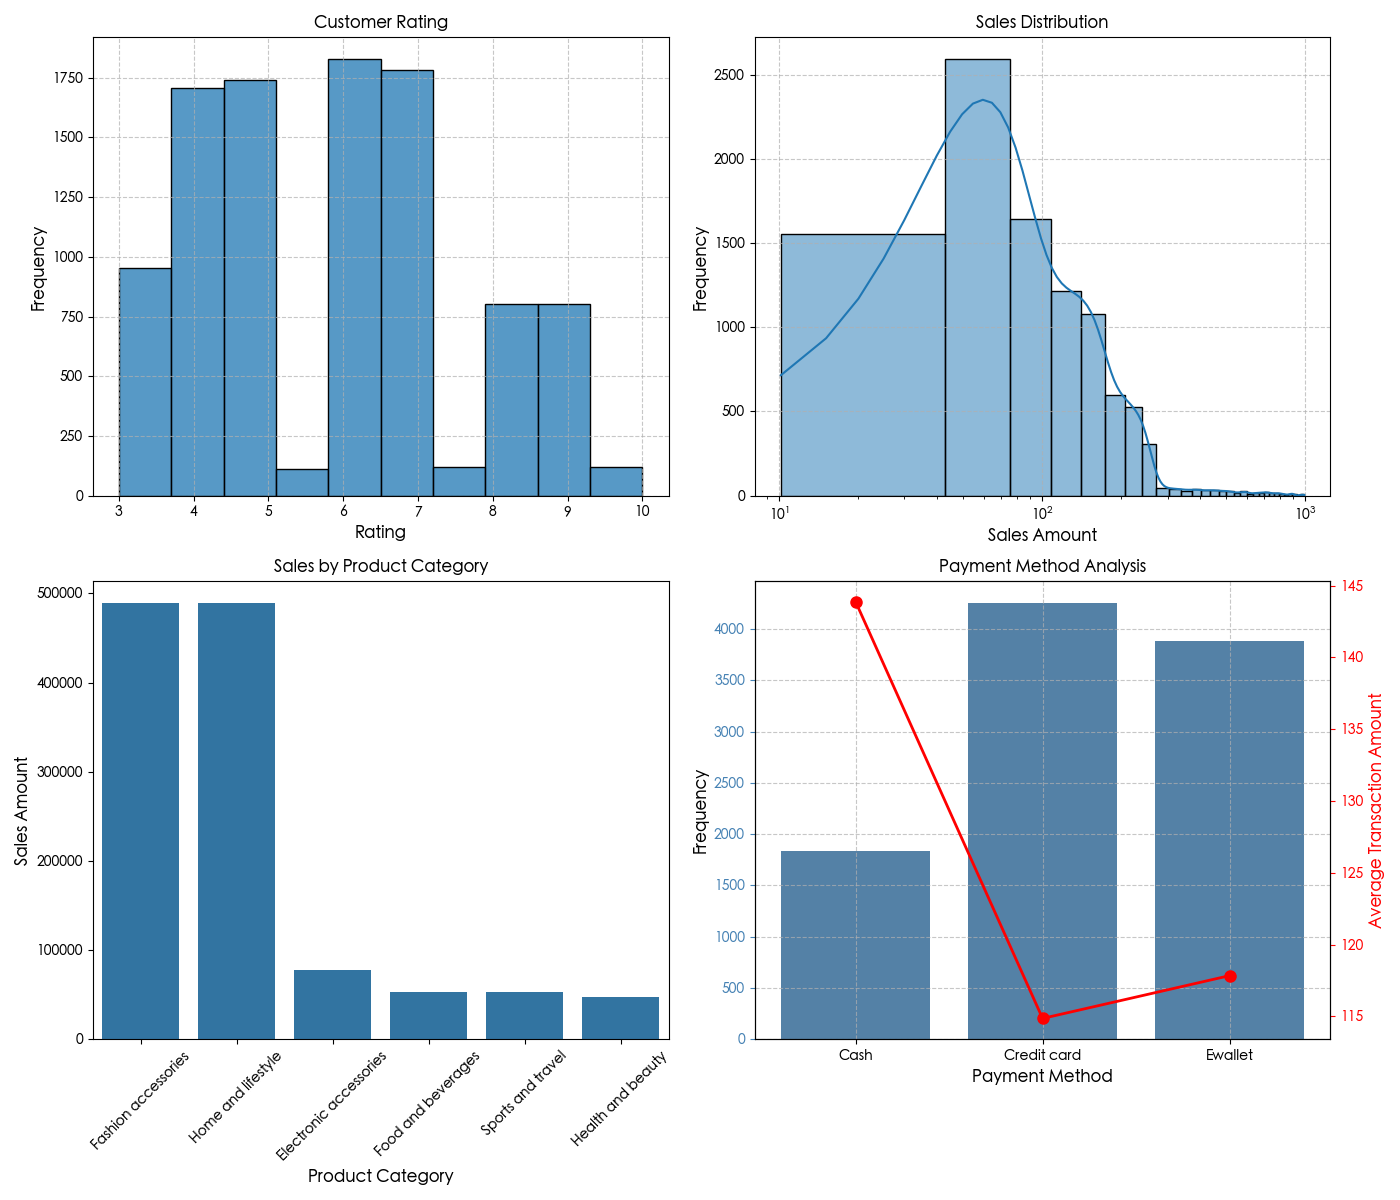 Customer Rating
1750
1500
1250
1000
750
500
250
0
Frequency
3 4 5 6 7 8 9 10
Rating
Sales Distribution
2500
2000
1500
1000
500
0
Frequency
10¹ 10² 10³
Sales Amount
Sales by Product Category
500000
400000
300000
200000
100000
0
Sales Amount
Fashion accessories
Home and lifestyle
Electronic accessories
Food and beverages
Sports and travel
Health and beauty
Product Category
Payment Method Analysis
4000
3500
3000
2500
2000
1500
1000
500
0
Frequency
145
140
135
130
125
120
115
Average Transaction Amount
Cash Credit card Ewallet
Payment Method